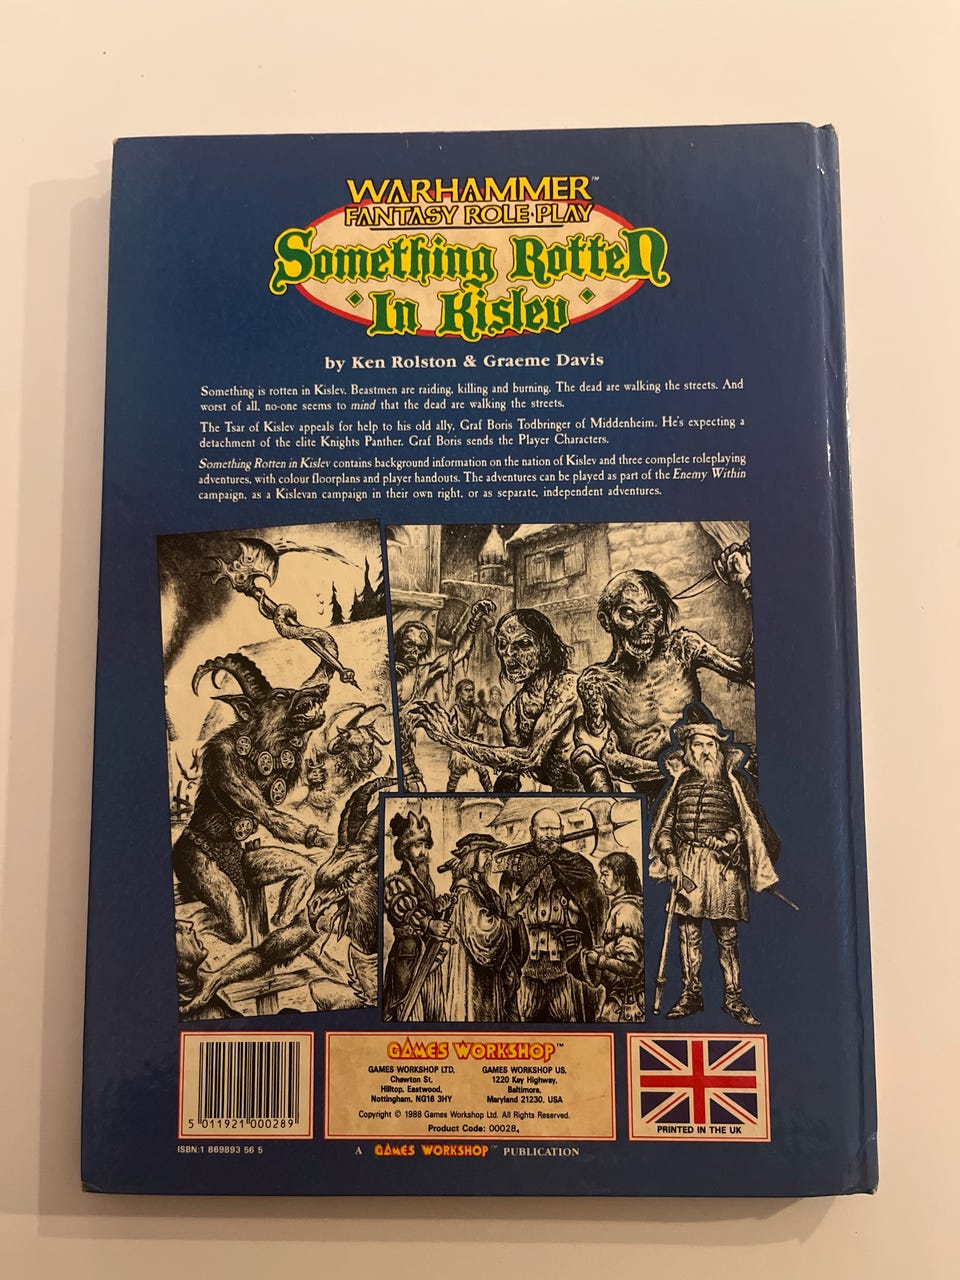 WARHAMMER™
FANTASY ROLE·PLAY
Something Rotten
· In Kislev ·
by Ken Rolston & Graeme Davis
Something is rotten in Kislev. Beastmen are raiding, killing and burning. The dead are walking the streets. And
worst of all, no-one seems to mind that the dead are walking the streets.
The Tsar of Kislev appeals for help to his old ally, Graf Boris Todbringer of Middenheim. He's expecting a
detachment of the elite Knights Panther. Graf Boris sends the Player Characters.
Something Rotten in Kislev contains background information on the nation of Kislev and three complete roleplaying
adventures, with colour floorplans and player handouts. The adventures can be played as part of the Enemy Within
campaign, as a Kislevan campaign in their own right, or as separate, independent adventures.
5 011921 000289
ISBN:1 869893 56 5
GAMES WORKSHOP™
GAMES WORKSHOP LTD.
Chewton St,
Hilltop, Eastwood,
Nottingham, NG16 3HY
GAMES WORKSHOP US.
1220 Key Highway,
Baltimore,
Maryland 21230, USA
Copyright © 1988 Games Workshop Ltd. All Rights Reserved.
Product Code: 00028.
PRINTED IN THE UK
A GAMES WORKSHOP™ PUBLICATION